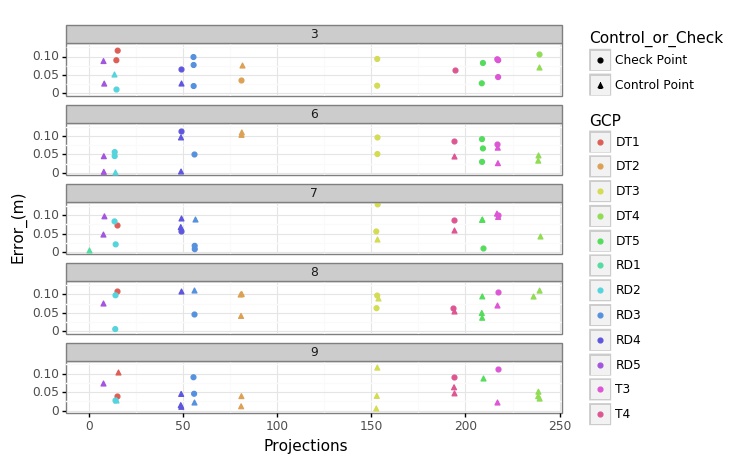 3
0.10
0.05
0
6
0.10
0.05
0
7
0.10
0.05
0
8
0.10
0.05
0
9
0.10
0.05
0
0 50 100 150 200 250
Projections
Error_(m)
Control_or_Check
Check Point
Control Point
GCP
DT1
DT2
DT3
DT4
DT5
RD1
RD2
RD3
RD4
RD5
T3
T4